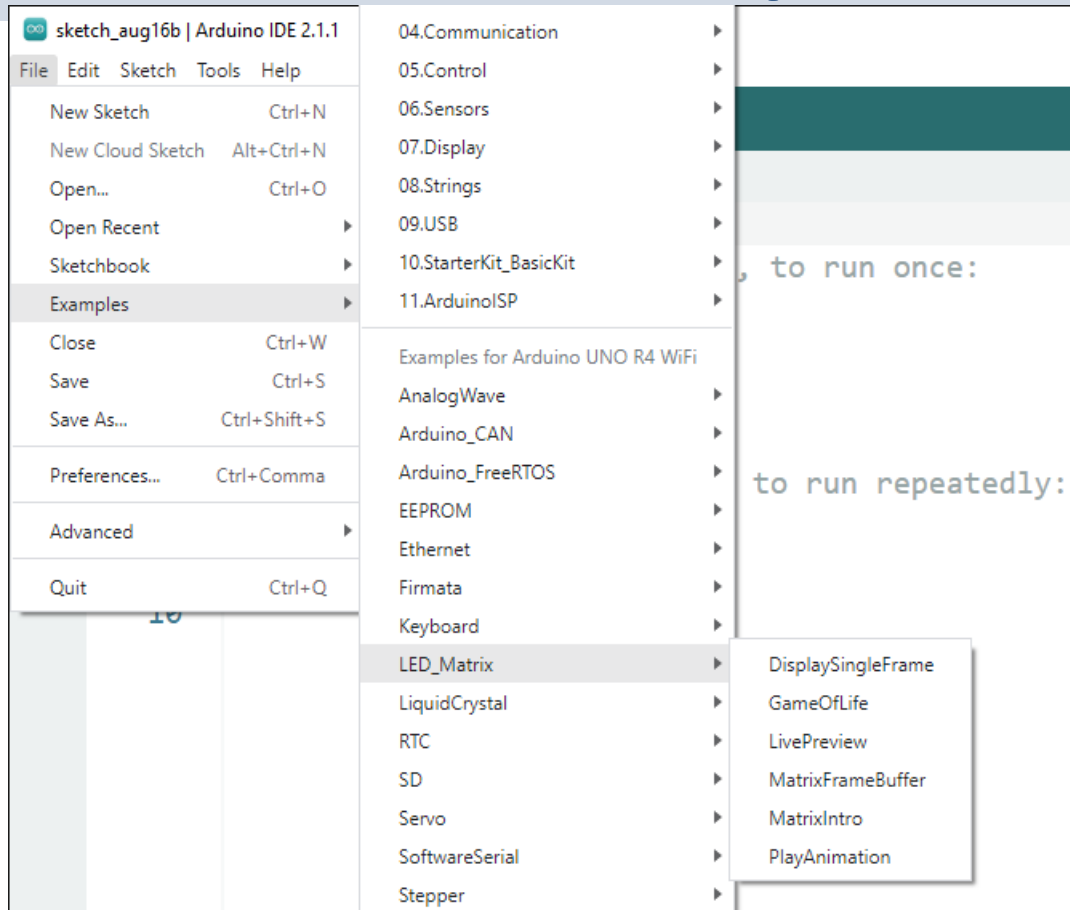 sketch_aug16b | Arduino IDE 2.1.1
File Edit Sketch Tools Help
New Sketch Ctrl+N
New Cloud Sketch Alt+Ctrl+N
Open... Ctrl+O
Open Recent
Sketchbook
Examples
Close Ctrl+W
Save Ctrl+S
Save As... Ctrl+Shift+S
Preferences... Ctrl+Comma
Advanced
Quit Ctrl+Q
10
04.Communication
05.Control
06.Sensors
07.Display
08.Strings
09.USB
10.StarterKit_BasicKit
11.ArduinoISP
Examples for Arduino UNO R4 WiFi
AnalogWave
Arduino_CAN
Arduino_FreeRTOS
EEPROM
Ethernet
Firmata
Keyboard
LED_Matrix
LiquidCrystal
RTC
SD
Servo
SoftwareSerial
Stepper
, to run once:
to run repeatedly:
DisplaySingleFrame
GameOfLife
LivePreview
MatrixFrameBuffer
MatrixIntro
PlayAnimation